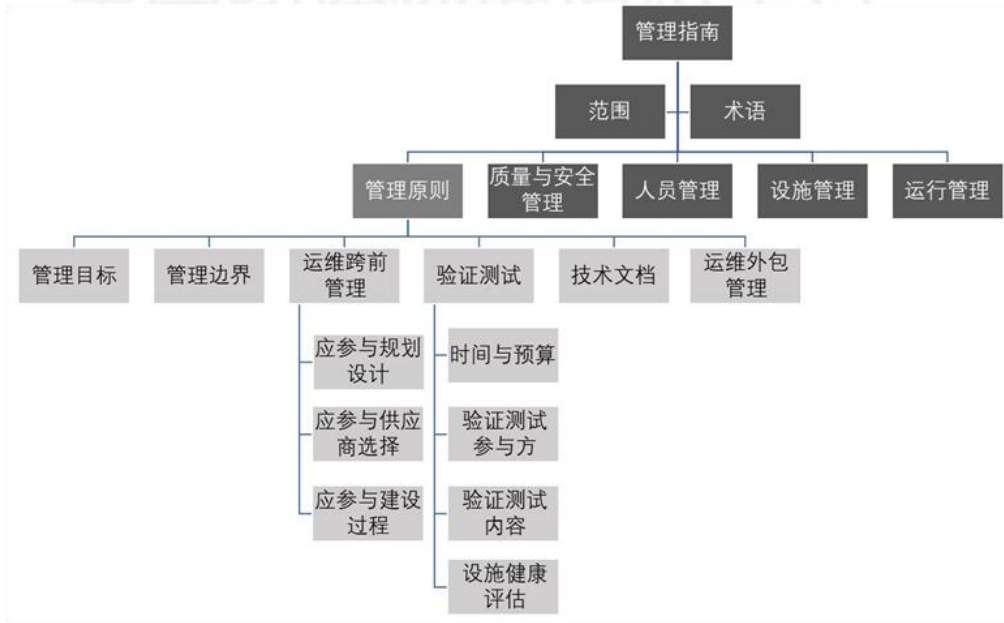 管理指南
范围
术语
管理原则
质量与安全
管理
人员管理
设施管理
运行管理
管理目标
管理边界
运维跨前
管理
验证测试
技术文档
运维外包
管理
应参与规划
设计
应参与供应
商选择
应参与建设
过程
时间与预算
验证测试
参与方
验证测试
内容
设施健康
评估